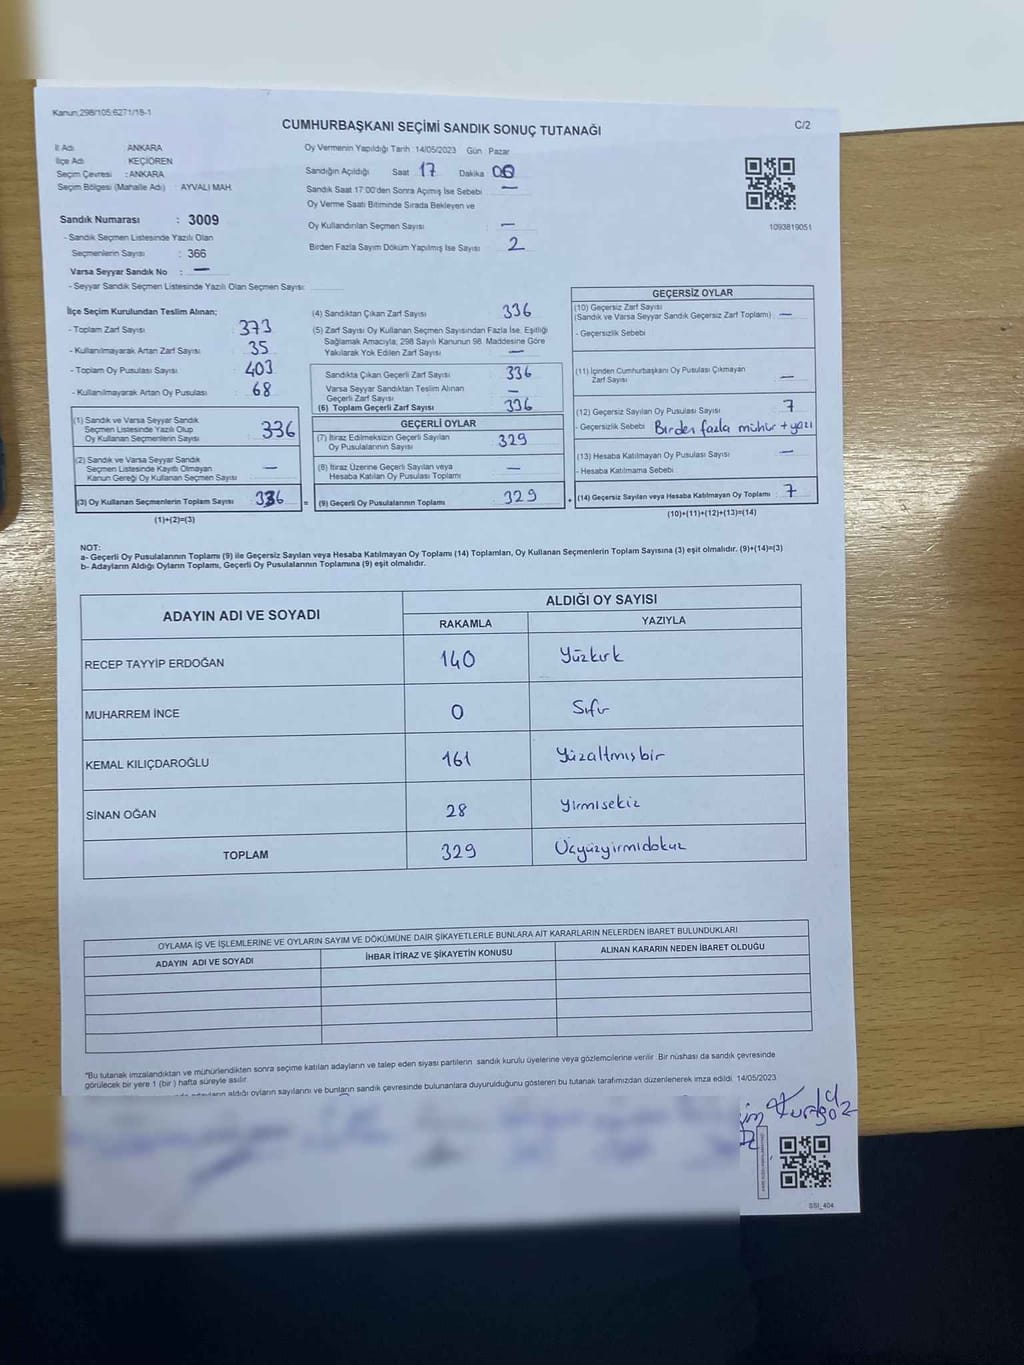 Kanun:298/105;6271/18-1
CUMHURBAŞKANI SEÇİMİ SANDIK SONUÇ TUTANAĞI
C/2
İl Adı ANKARA
İlçe Adı KEÇİÖREN
Seçim Çevresi : ANKARA
Seçim Bölgesi (Mahalle Adı) : AYVALI MAH.
Oy Vermenin Yapıldığı Tarih :14/05/2023 Gün : Pazar
Sandığın Açıldığı Saat 17 Dakika 00
Sandık Saat 17:00'den Sonra Açılmış İse Sebebi —
Oy Verme Saati Bitiminde Sırada Bekleyen ve
Oy Kullandırılan Seçmen Sayısı —
Birden Fazla Sayım Döküm Yapılmış İse Sayısı 2
1093819051
Sandık Numarası : 3009
- Sandık Seçmen Listesinde Yazılı Olan
Seçmenlerin Sayısı : 366
Varsa Seyyar Sandık No : —
- Seyyar Sandık Seçmen Listesinde Yazılı Olan Seçmen Sayısı:
İlçe Seçim Kurulundan Teslim Alınan;
- Toplam Zarf Sayısı 373
- Kullanılmayarak Artan Zarf Sayısı 35
- Toplam Oy Pusulası Sayısı 403
- Kullanılmayarak Artan Oy Pusulası 68
(1) Sandık ve Varsa Seyyar Sandık
Seçmen Listesinde Yazılı Olup
Oy Kullanan Seçmenlerin Sayısı 336
(2) Sandık ve Varsa Seyyar Sandık
Seçmen Listesinde Kayıtlı Olmayan
Kanun Gereği Oy Kullanan Seçmen Sayısı —
(3) Oy Kullanan Seçmenlerin Toplam Sayısı 336
(1)+(2)=(3)
(4) Sandıktan Çıkan Zarf Sayısı 336
(5) Zarf Sayısı Oy Kullanan Seçmen Sayısından Fazla İse, Eşitliği
Sağlamak Amacıyla, 298 Sayılı Kanunun 98. Maddesine Göre
Yakılarak Yok Edilen Zarf Sayısı —
Sandıkta Çıkan Geçerli Zarf Sayısı 336
Varsa Seyyar Sandıktan Teslim Alınan
Geçerli Zarf Sayısı —
(6) Toplam Geçerli Zarf Sayısı 336
GEÇERLİ OYLAR
(7) İtiraz Edilmeksizin Geçerli Sayılan
Oy Pusulalarının Sayısı 329
(8) İtiraz Üzerine Geçerli Sayılan veya
Hesaba Katılan Oy Pusulası Toplamı —
= (9) Geçerli Oy Pusulalarının Toplamı 329
GEÇERSİZ OYLAR
(10) Geçersiz Zarf Sayısı
(Sandık ve Varsa Seyyar Sandık Geçersiz Zarf Toplamı) —
- Geçersizlik Sebebi
(11) İçinden Cumhurbaşkanı Oy Pusulası Çıkmayan
Zarf Sayısı —
(12) Geçersiz Sayılan Oy Pusulası Sayısı 7
- Geçersizlik Sebebi Birden fazla mühür + yazı
(13) Hesaba Katılmayan Oy Pusulası Sayısı —
- Hesaba Katılmama Sebebi
+ (14) Geçersiz Sayılan veya Hesaba Katılmayan Oy Toplamı 7
(10)+(11)+(12)+(13)=(14)
NOT:
a- Geçerli Oy Pusulalarının Toplamı (9) ile Geçersiz Sayılan veya Hesaba Katılmayan Oy Toplamı (14) Toplamları, Oy Kullanan Seçmenlerin Toplam Sayısına (3) eşit olmalıdır. (9)+(14)=(3)
b- Adayların Aldığı Oyların Toplamı, Geçerli Oy Pusulalarının Toplamına (9) eşit olmalıdır.
ADAYIN ADI VE SOYADI ALDIĞI OY SAYISI
RAKAMLA YAZIYLA
RECEP TAYYİP ERDOĞAN 140 Yüzkırk
MUHARREM İNCE 0 Sıfır
KEMAL KILIÇDAROĞLU 161 Yüzaltmışbir
SİNAN OĞAN 28 yirmisekiz
TOPLAM 329 Üçyüzyirmidokuz
OYLAMA İŞ VE İŞLEMLERİNE VE OYLARIN SAYIM VE DÖKÜMÜNE DAİR ŞİKAYETLERLE BUNLARA AİT KARARLARIN NELERDEN İBARET BULUNDUKLARI
ADAYIN ADI VE SOYADI İHBAR İTİRAZ VE ŞİKAYETİN KONUSU ALINAN KARARIN NEDEN İBARET OLDUĞU
*Bu tutanak imzalandıktan ve mühürlendikten sonra seçime katılan adayların ve talep eden siyasi partilerin sandık kurulu üyelerine veya gözlemcilerine verilir. Bir nüshası da sandık çevresinde
görülecek bir yere 1 (bir) hafta süreyle asılır.
aldığı oyların sayılarını ve bunların sandık çevresinde bulunanlara duyurulduğunu gösteren bu tutanak tarafımızdan düzenlenerek imza edildi. 14/05/2023
SSI_404